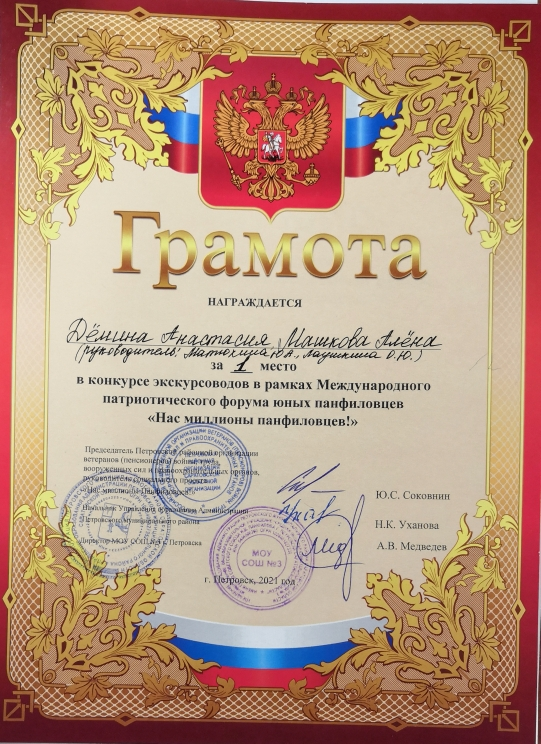 Грамота
НАГРАЖДАЕТСЯ
Дёмина Анастасия, Машкова Алёна
(руководитель: Матюхина Ю.А., Лаушкина О.Ю.)
за 1 место
в конкурсе экскурсоводов в рамках Международного
патриотического форума юных панфиловцев
«Нас миллионы панфиловцев!»
Председатель Петровской районной организации
ветеранов (пенсионеров) войны, труда,
вооруженных сил и правоохранительных органов,
руководитель социального проекта
«Нас миллионы Панфиловцев»
Ю.С. Соковнин
Начальник Управления образования Администрации
Петровского муниципального района
Н.К. Уханова
Директор МОУ СОШ №3 г. Петровска
А.В. Медведев
МОУ
СОШ №3
г. Петровск, 2021 год